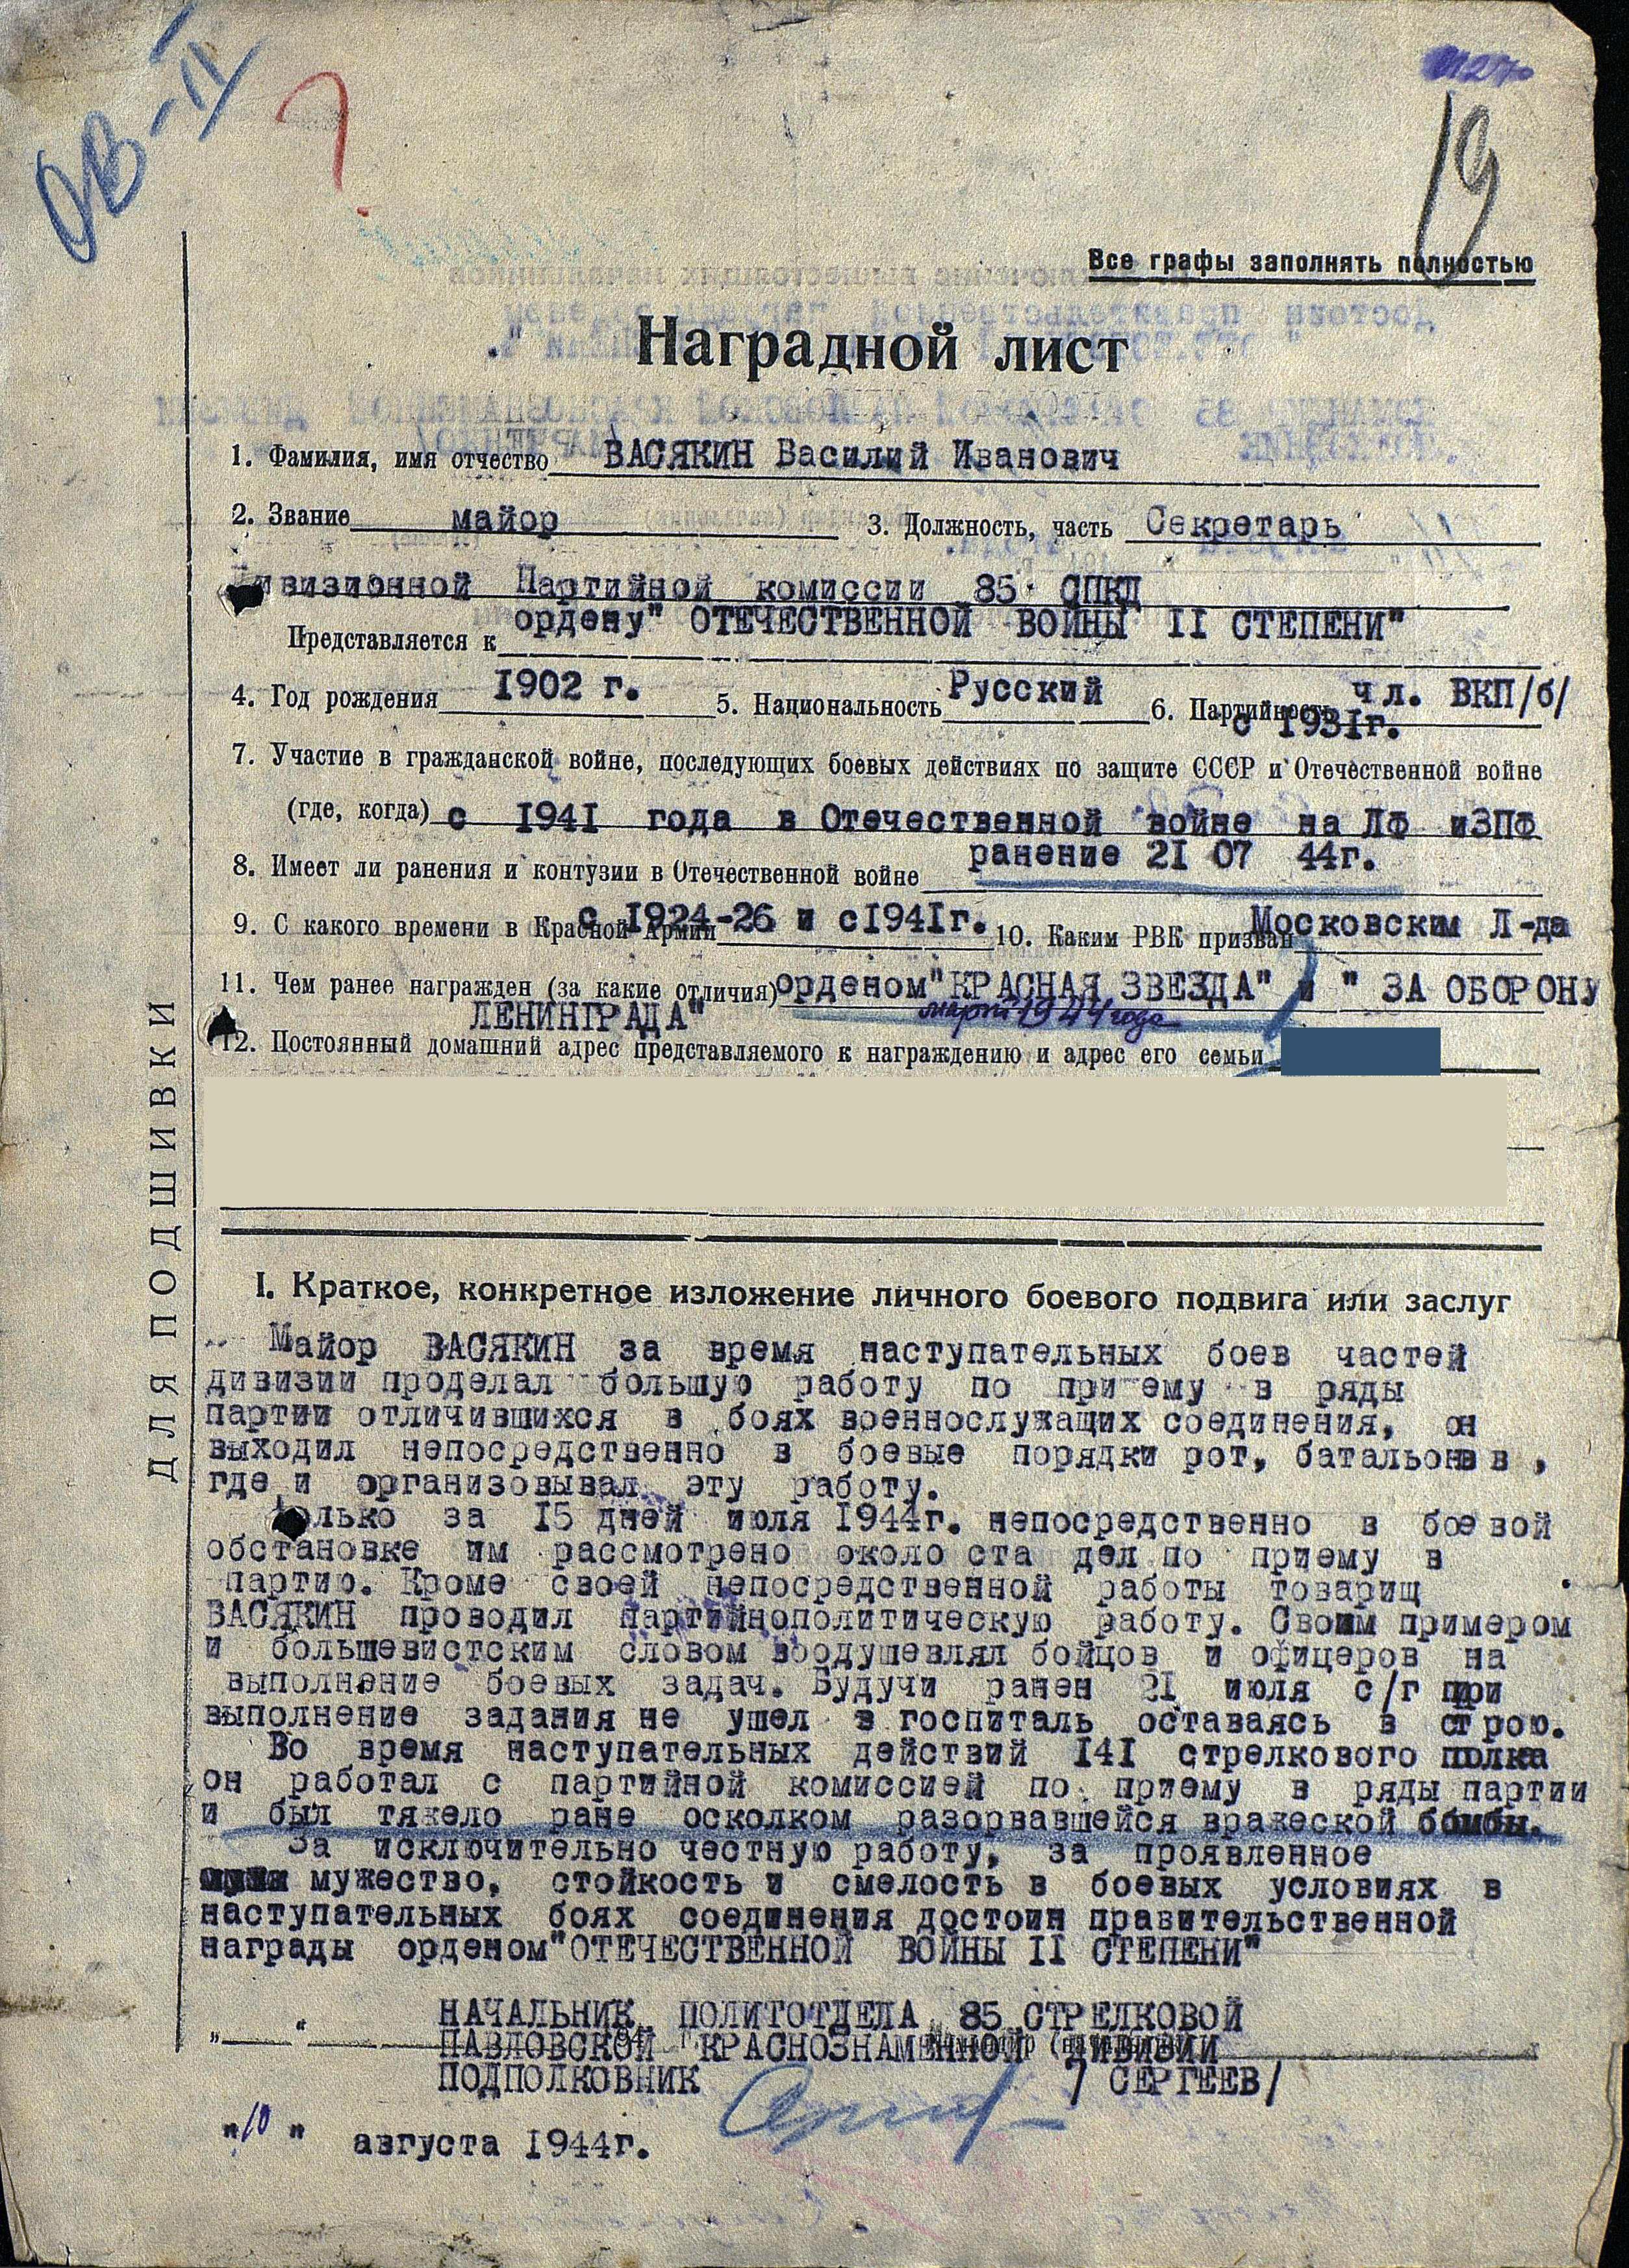 ОВ-II
19
Все графы заполнять полностью
Наградной лист
1. Фамилия, имя отчество ВАСЯКИН Василий Иванович
2. Звание майор 3. Должность, часть Секретарь
ивизионной Партийной комиссии 85 СПКД
Представляется к ордену" ОТЕЧЕСТВЕННОЙ ВОЙНЫ II СТЕПЕНИ"
4. Год рождения 1902 г. 5. Национальность Русский 6. Партийность чл. ВКП/б/
с 1931г.
7. Участие в гражданской войне, последующих боевых действиях по защите СССР и Отечественной войне
(где, когда) с 1941 года в Отечественной войне на ЛФ и3ПФ
8. Имеет ли ранения и контузии в Отечественной войне ранение 21 07 44г.
9. С какого времени в Красной Армии с 1924-26 и с1941г. 10. Каким РВК призван Московским Л-да
11. Чем ранее награжден (за какие отличия) орденом"КРАСНАЯ ЗВЕЗДА" и " ЗА ОБОРОНУ
ЛЕНИНГРАДА" март 1944 года
12. Постоянный домашний адрес представляемого к награждению и адрес его семьи
ДЛЯ ПОДШИВКИ
I. Краткое, конкретное изложение личного боевого подвига или заслуг
Майор ВАСЯКИН за время наступательных боев частей
дивизии проделал большую работу по приему в ряды
партии отличившихся в боях военнослужащих соединения, он
выходил непосредственно в боевые порядки рот, батальонов,
где и организовывал эту работу.
олько за 15 дней июля 1944г. непосредственно в боевой
обстановке им рассмотрено около ста дел по приему в
партию. Кроме своей непосредственной работы товарищ
ВАСЯКИН проводил партийнополитическую работу. Своим примером
и большевистским словом воодушевлял бойцов и офицеров на
выполнение боевых задач. Будучи ранен 21 июля с/г при
выполнение задания не ушел в госпиталь оставаясь в строю.
Во время наступательных действий 141 стрелкового полка
он работал с партийной комиссией по приему в ряды партии
и был тяжело ране осколком разорвавшейся вражеской бомбы.
За исключительно честную работу, за проявленное
мужество, стойкость и смелость в боевых условиях в
наступательных боях соединения достоин правительственной
награды орденом"ОТЕЧЕСТВЕННОЙ ВОЙНЫ II СТЕПЕНИ"
НАЧАЛЬНИК ПОЛИТОТДЕЛА 85 СТРЕЛКОВОЙ
ПАВЛОВСКОЙ КРАСНОЗНАМЕННОЙ ДИВИЗИИ
ПОДПОЛКОВНИК / СЕРГЕЕВ/
"10" августа 1944г.